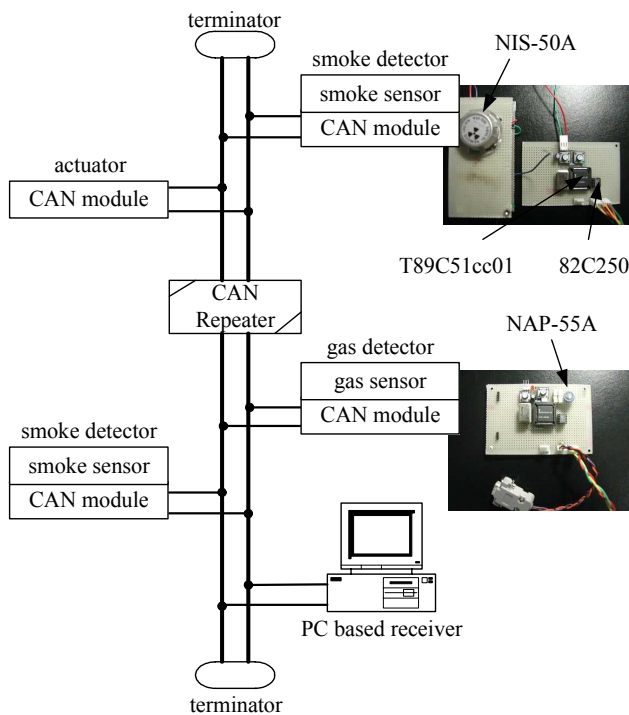 terminator
NIS-50A
smoke detector
smoke sensor
CAN module
actuator
CAN module
T89C51cc01
82C250
CAN
Repeater
NAP-55A
gas detector
gas sensor
CAN module
smoke detector
smoke sensor
CAN module
PC based receiver
terminator